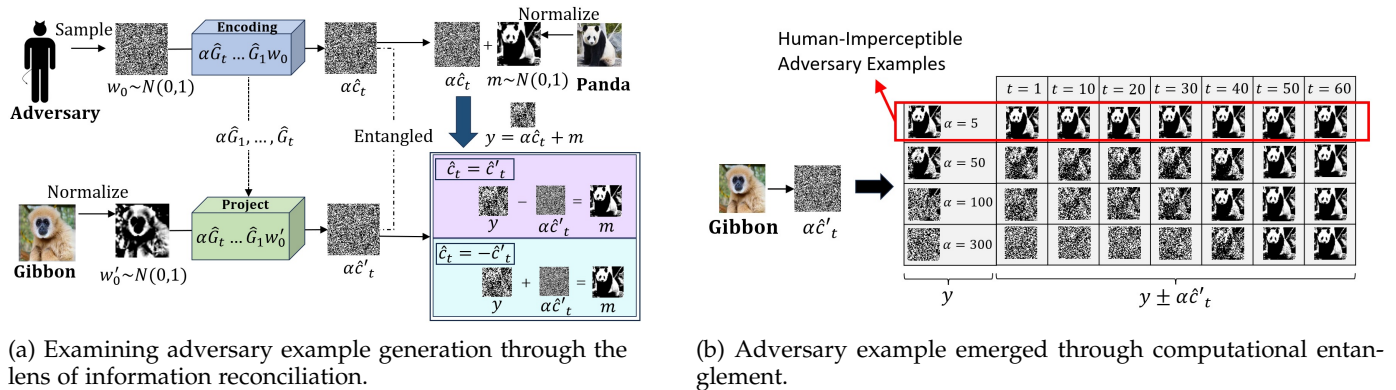 Sample
Encoding
αĜ_t … Ĝ_1w_0
w_0~N(0,1)
Adversary
αĉ_t
αĉ_t
+
Normalize
m~N(0,1)
Panda
y = αĉ_t + m
αĜ_1, …, Ĝ_t
Entangled
Normalize
Gibbon
w′_0~N(0,1)
Project
αĜ_t … Ĝ_1w′_0
αĉ′_t
ĉ_t = ĉ′_t
− =
y αĉ′_t m
ĉ_t = −ĉ′_t
+ =
y αĉ′_t m
(a) Examining adversary example generation through the
lens of information reconciliation.
Human-Imperceptible
Adversary Examples
t = 1 t = 10 t = 20 t = 30 t = 40 t = 50 t = 60
α = 5
α = 50
α = 100
α = 300
Gibbon
αĉ′_t
y
y ± αĉ′_t
(b) Adversary example emerged through computational entan-
glement.